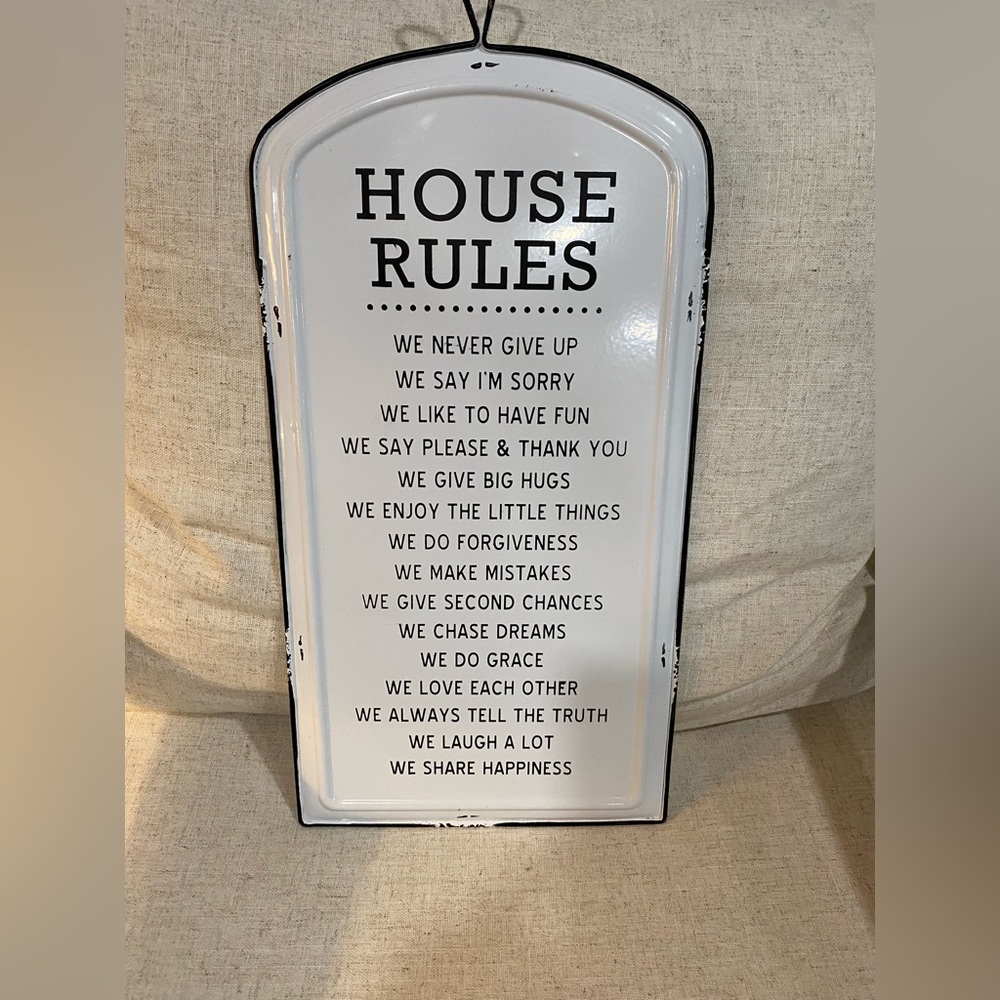 HOUSE
RULES
WE NEVER GIVE UP
WE SAY I'M SORRY
WE LIKE TO HAVE FUN
WE SAY PLEASE & THANK YOU
WE GIVE BIG HUGS
WE ENJOY THE LITTLE THINGS
WE DO FORGIVENESS
WE MAKE MISTAKES
WE GIVE SECOND CHANCES
WE CHASE DREAMS
WE DO GRACE
WE LOVE EACH OTHER
WE ALWAYS TELL THE TRUTH
WE LAUGH A LOT
WE SHARE HAPPINESS